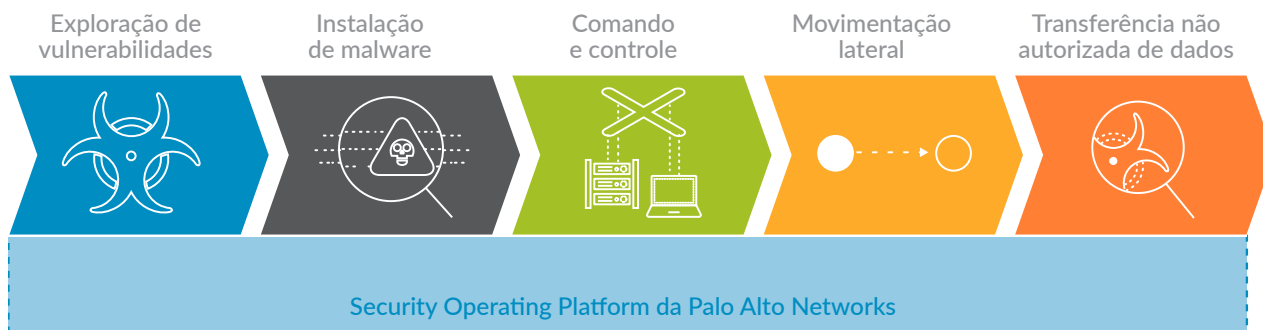 Exploração de
vulnerabilidades
Instalação
de malware
Comando
e controle
Movimentação
lateral
Transferência não
autorizada de dados
Security Operating Platform da Palo Alto Networks